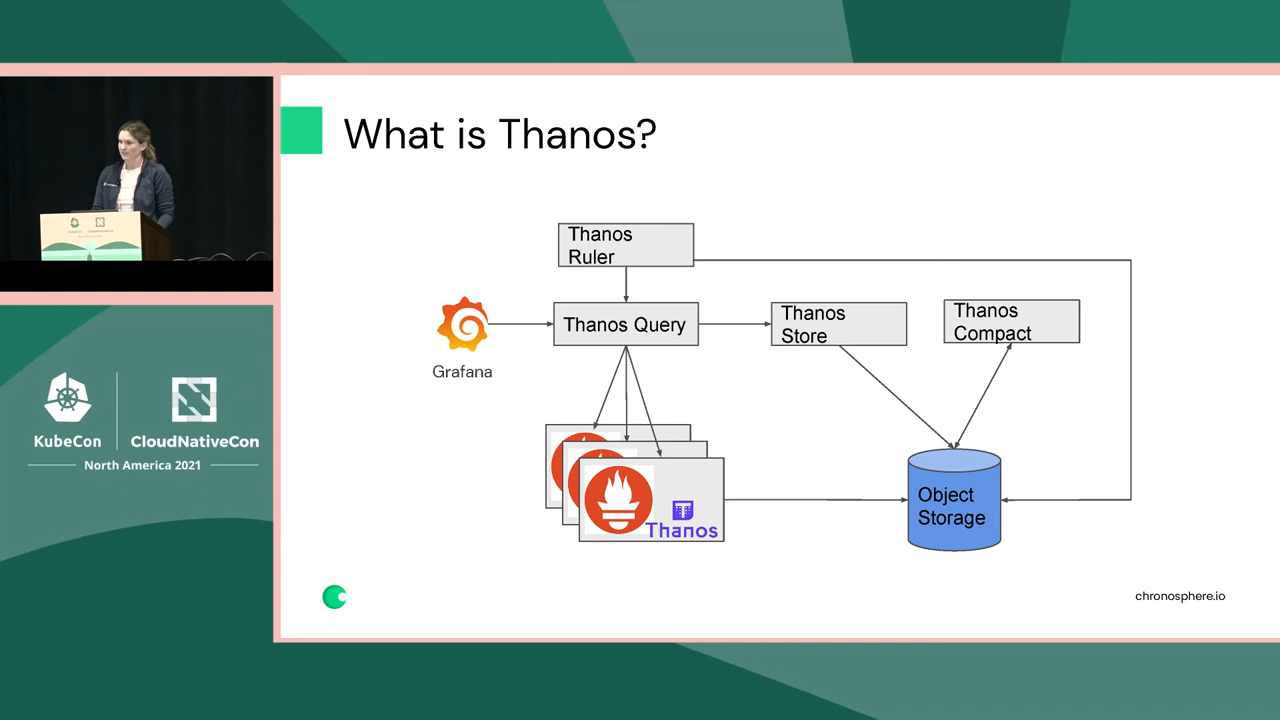 What is Thanos?
Thanos
Ruler
Thanos Query
Thanos
Store
Thanos
Compact
Grafana
Thanos
Object
Storage
chronosphere.io
KubeCon
CloudNativeCon
North America 2021